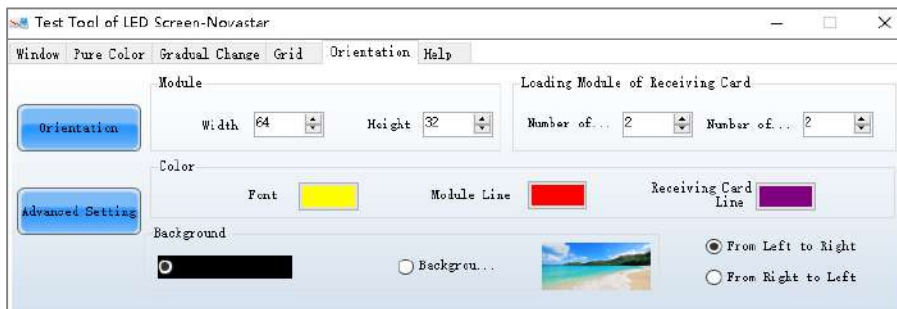 Test Tool of LED Screen-Novastar
Window Pure Color Gradual Change Grid Orientation Help
Module
Loading Module of Receiving Card
Orientation
Width 64 Height 32 Number of... 2 Number of... 2
Color
Advanced Setting
Font Module Line Receiving Card Line
Background
Backgrou...
From Left to Right
From Right to Left